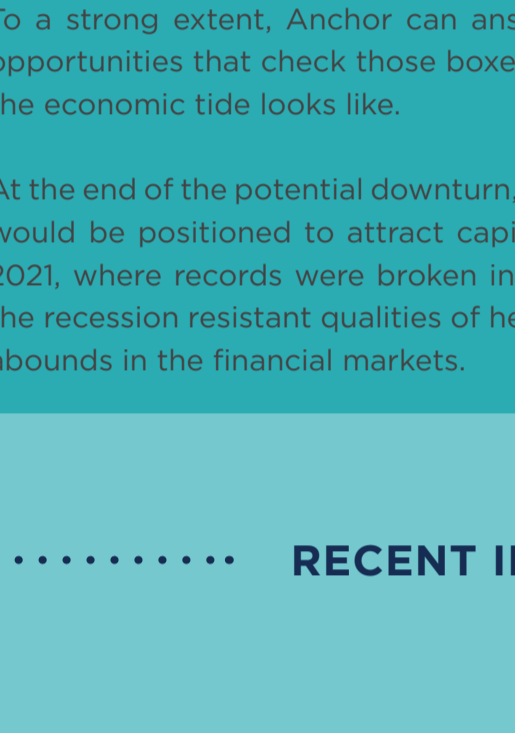 To a strong extent, Anchor can ans
opportunities that check those boxe
the economic tide looks like.
At the end of the potential downturn,
would be positioned to attract capi
2021, where records were broken in
the recession resistant qualities of he
abounds in the financial markets.
RECENT